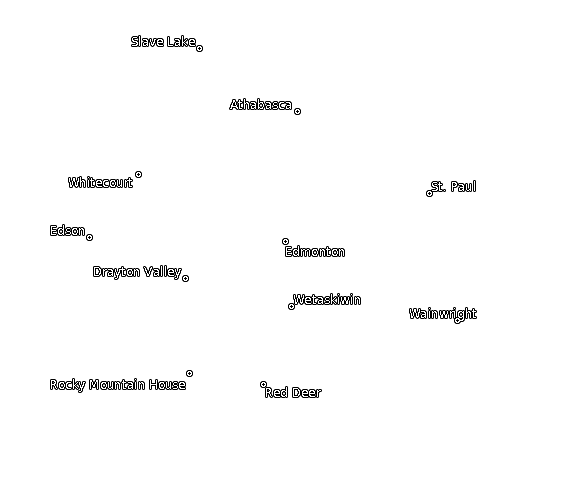 Slave Lake
Athabasca
Whitecourt
St. Paul
Edson
Edmonton
Drayton Valley
Wetaskiwin
Wainwright
Rocky Mountain House
Red Deer